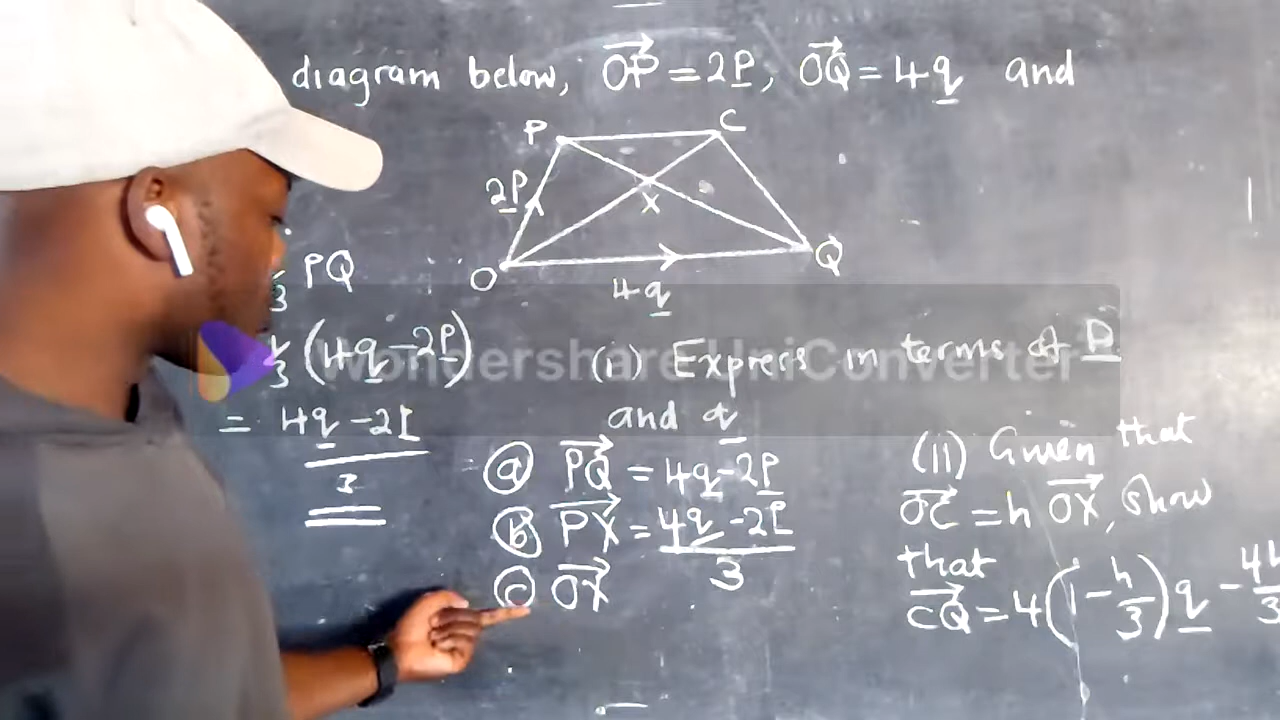 diagram below, OP = 2p, OQ = 4q and
P
C
2p
X
O
Q
4q
PQ
3
3 (4q - 2p)
= 4q - 2p
3
Wondershare UniConverter
(i) Express in terms of p
and q
(a) PQ = 4q - 2p
(b) PX = 4q - 2p
3
(c) OX
(ii) Given that
OC = h OX, show
that
CQ = 4(1 - h/3)q - 4h/3